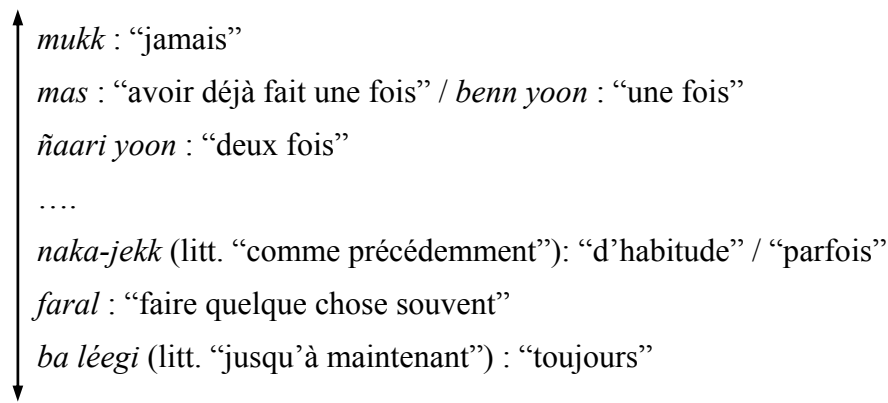 mukk : “jamais”
mas : “avoir déjà fait une fois” / benn yoon : “une fois”
ñaari yoon : “deux fois”
….
naka-jekk (litt. “comme précédemment”): “d’habitude” / “parfois”
faral : “faire quelque chose souvent”
ba léegi (litt. “jusqu’à maintenant”) : “toujours”